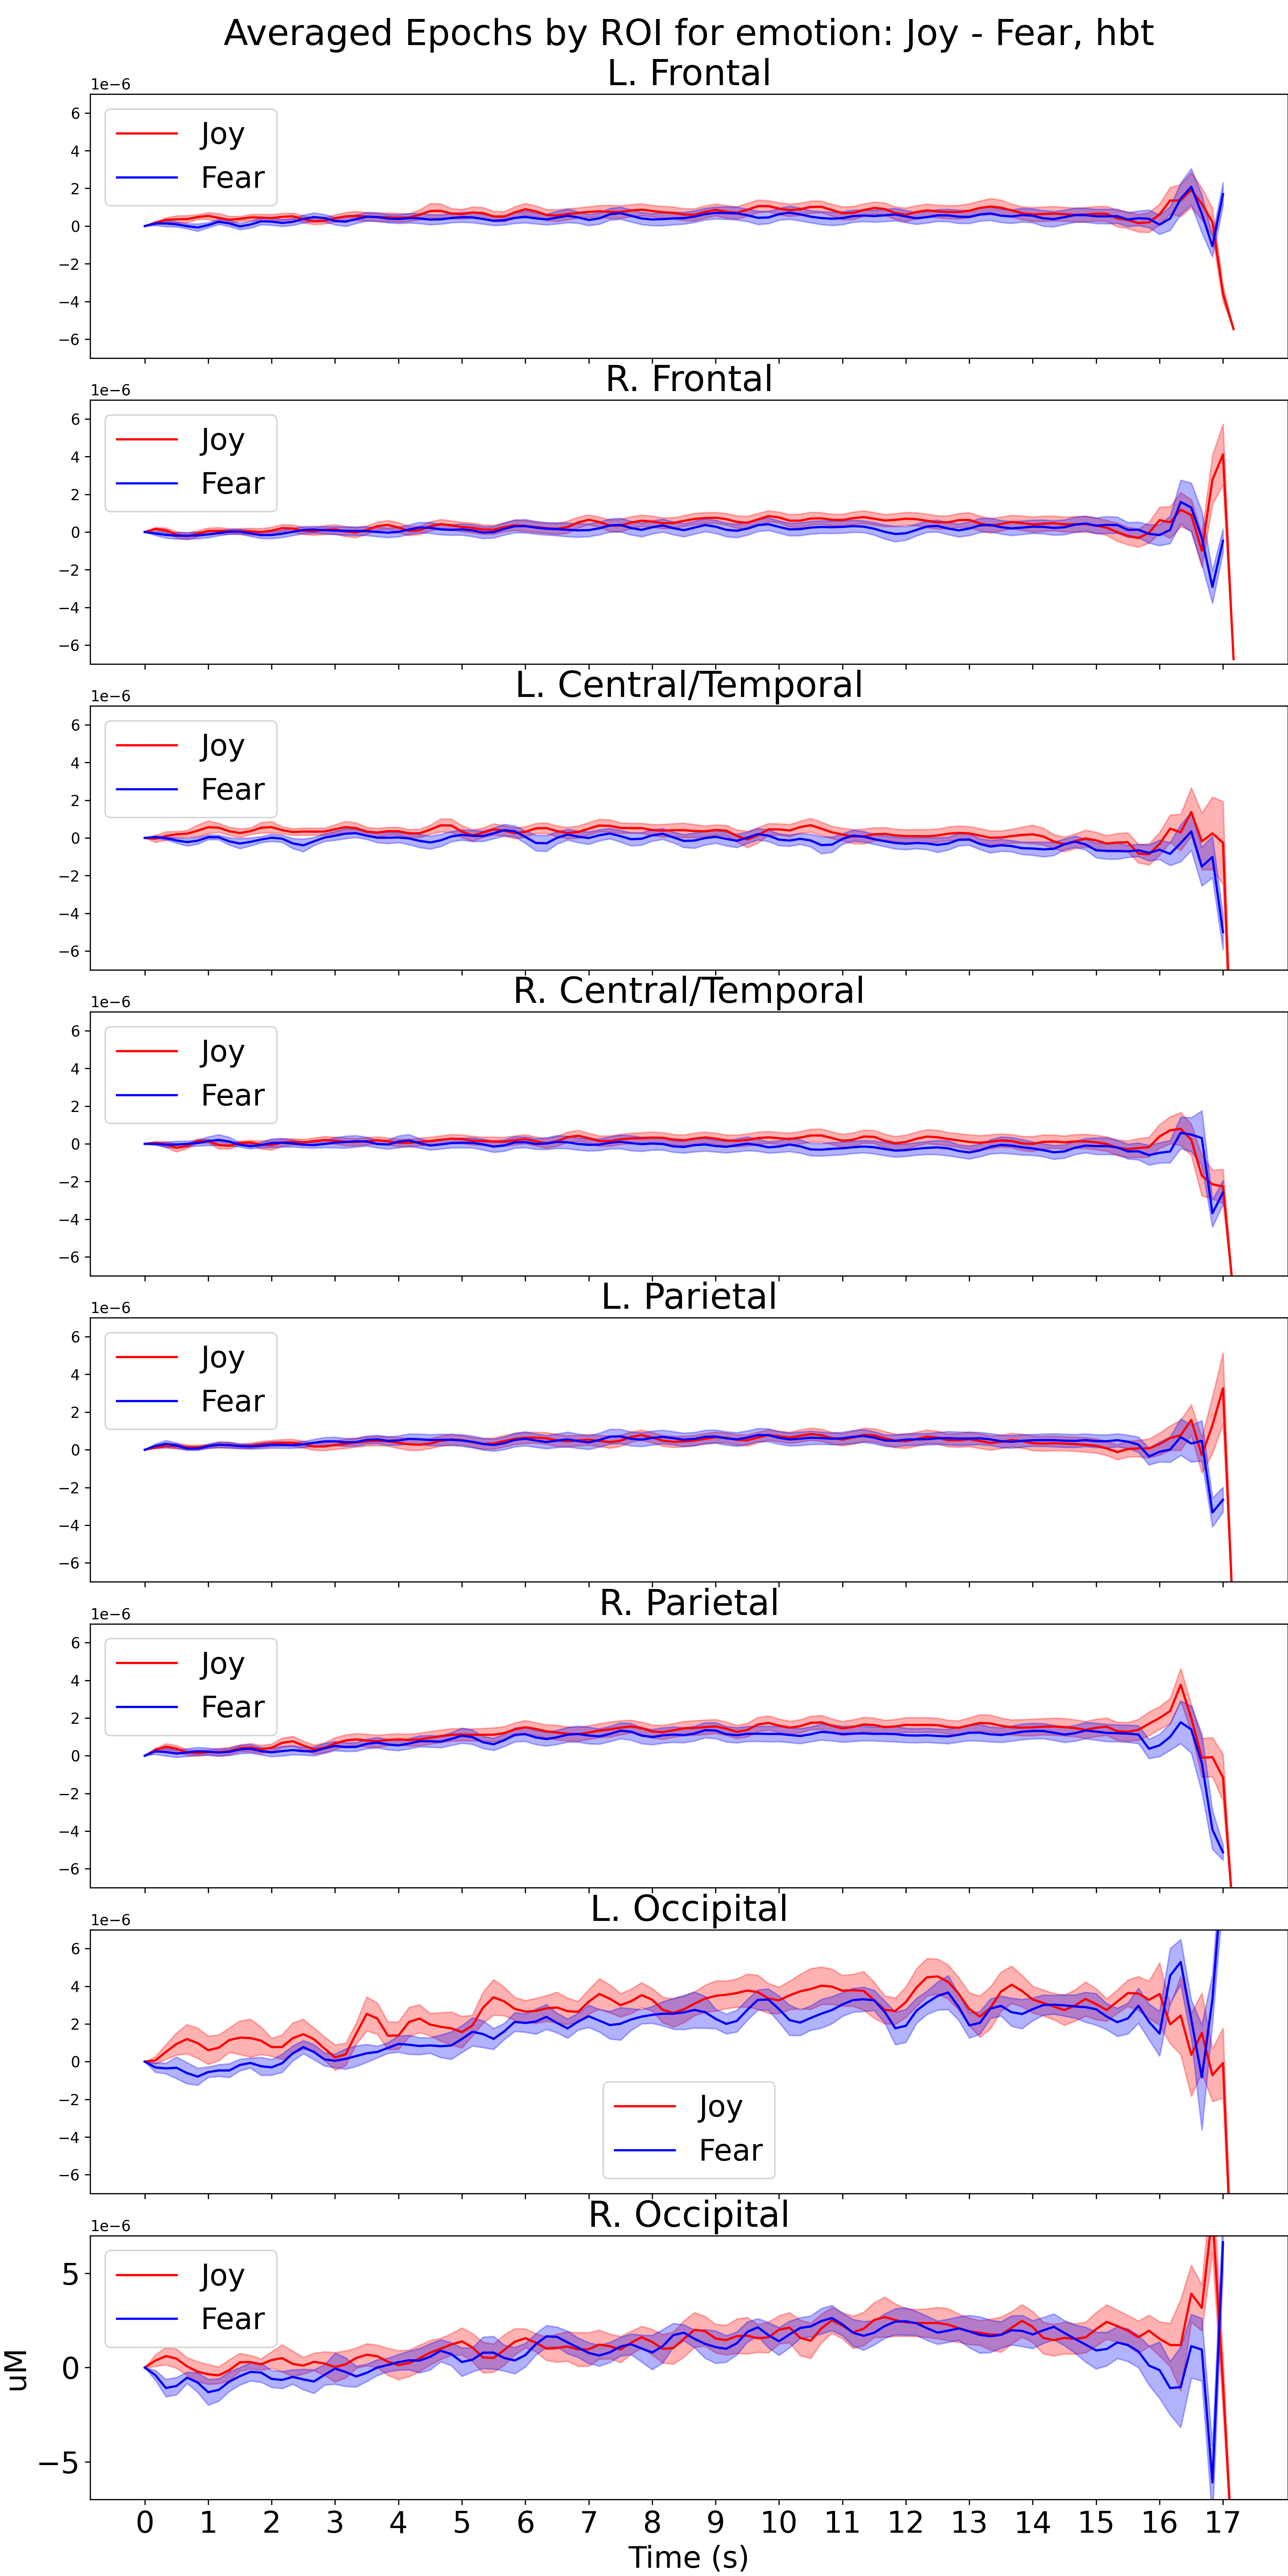 Averaged Epochs by ROI for emotion: Joy - Fear, hbt
L. Frontal
1e−6
6
4
2
0
−2
−4
−6
Joy
Fear
R. Frontal
1e−6
6
4
2
0
−2
−4
−6
Joy
Fear
L. Central/Temporal
1e−6
6
4
2
0
−2
−4
−6
Joy
Fear
R. Central/Temporal
1e−6
6
4
2
0
−2
−4
−6
Joy
Fear
L. Parietal
1e−6
6
4
2
0
−2
−4
−6
Joy
Fear
R. Parietal
1e−6
6
4
2
0
−2
−4
−6
Joy
Fear
L. Occipital
1e−6
6
4
2
0
−2
−4
−6
Joy
Fear
R. Occipital
1e−6
5
0
−5
uM
Joy
Fear
0 1 2 3 4 5 6 7 8 9 10 11 12 13 14 15 16 17
Time (s)